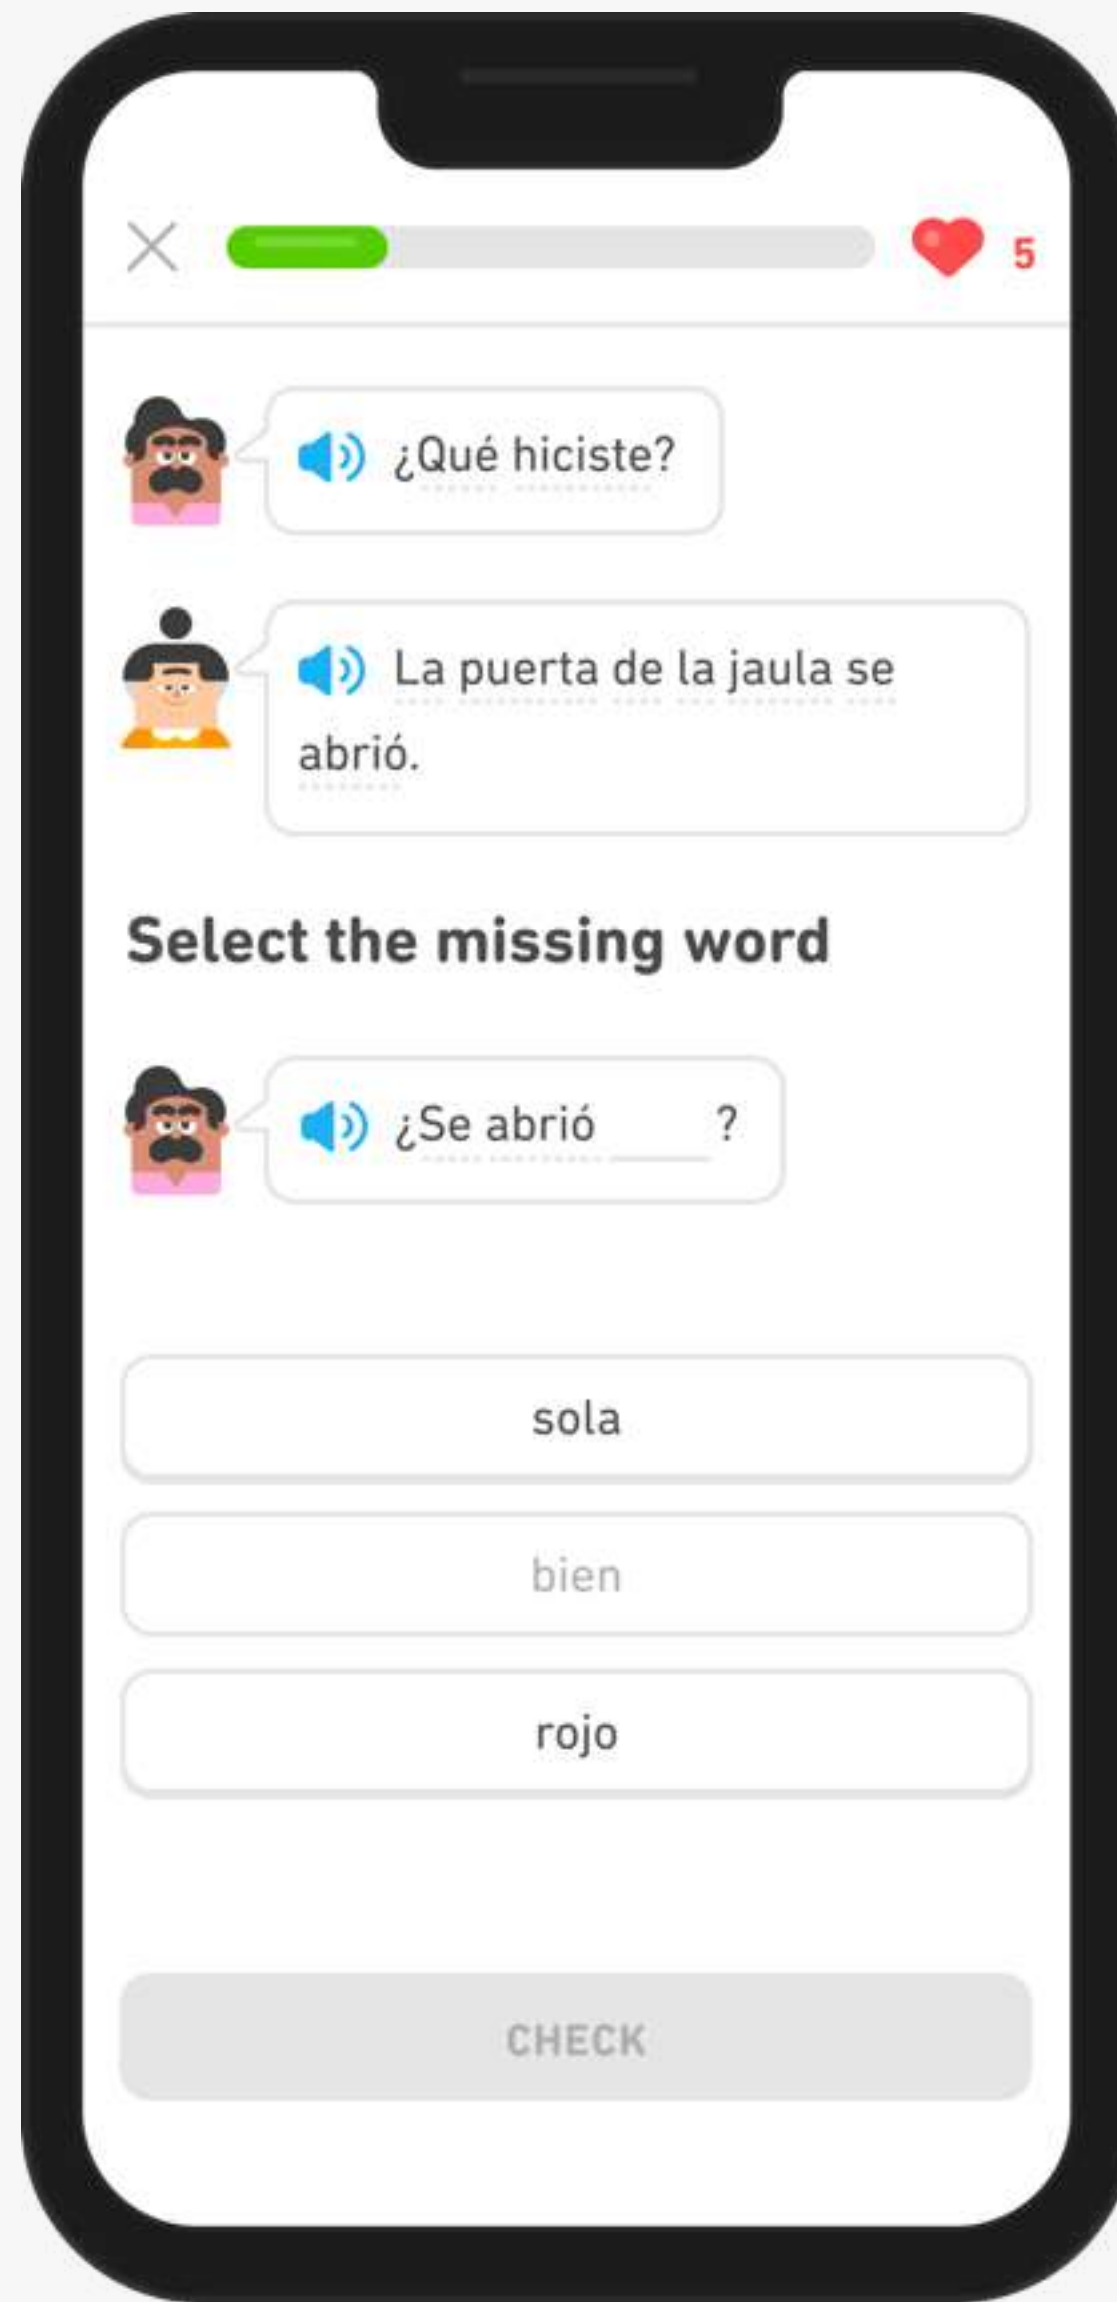 5
¿Qué hiciste?
La puerta de la jaula se
abrió.
Select the missing word
¿Se abrió ____?
sola
bien
rojo
CHECK